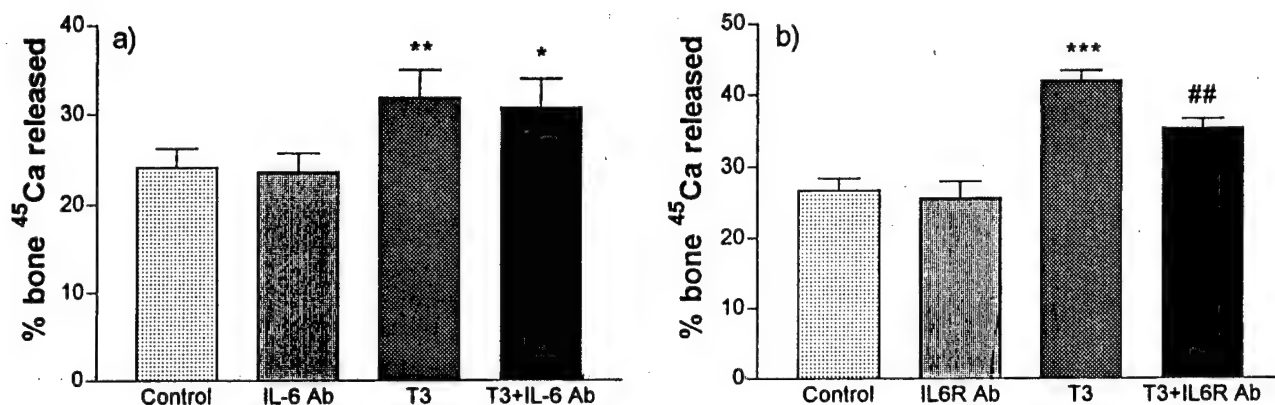 a)
% bone ⁴⁵Ca released
40
30
20
10
0
**
*
Control IL-6 Ab T3 T3+IL-6 Ab
b)
% bone ⁴⁵Ca released
50
40
30
20
10
0
***
##
Control IL6R Ab T3 T3+IL6R Ab